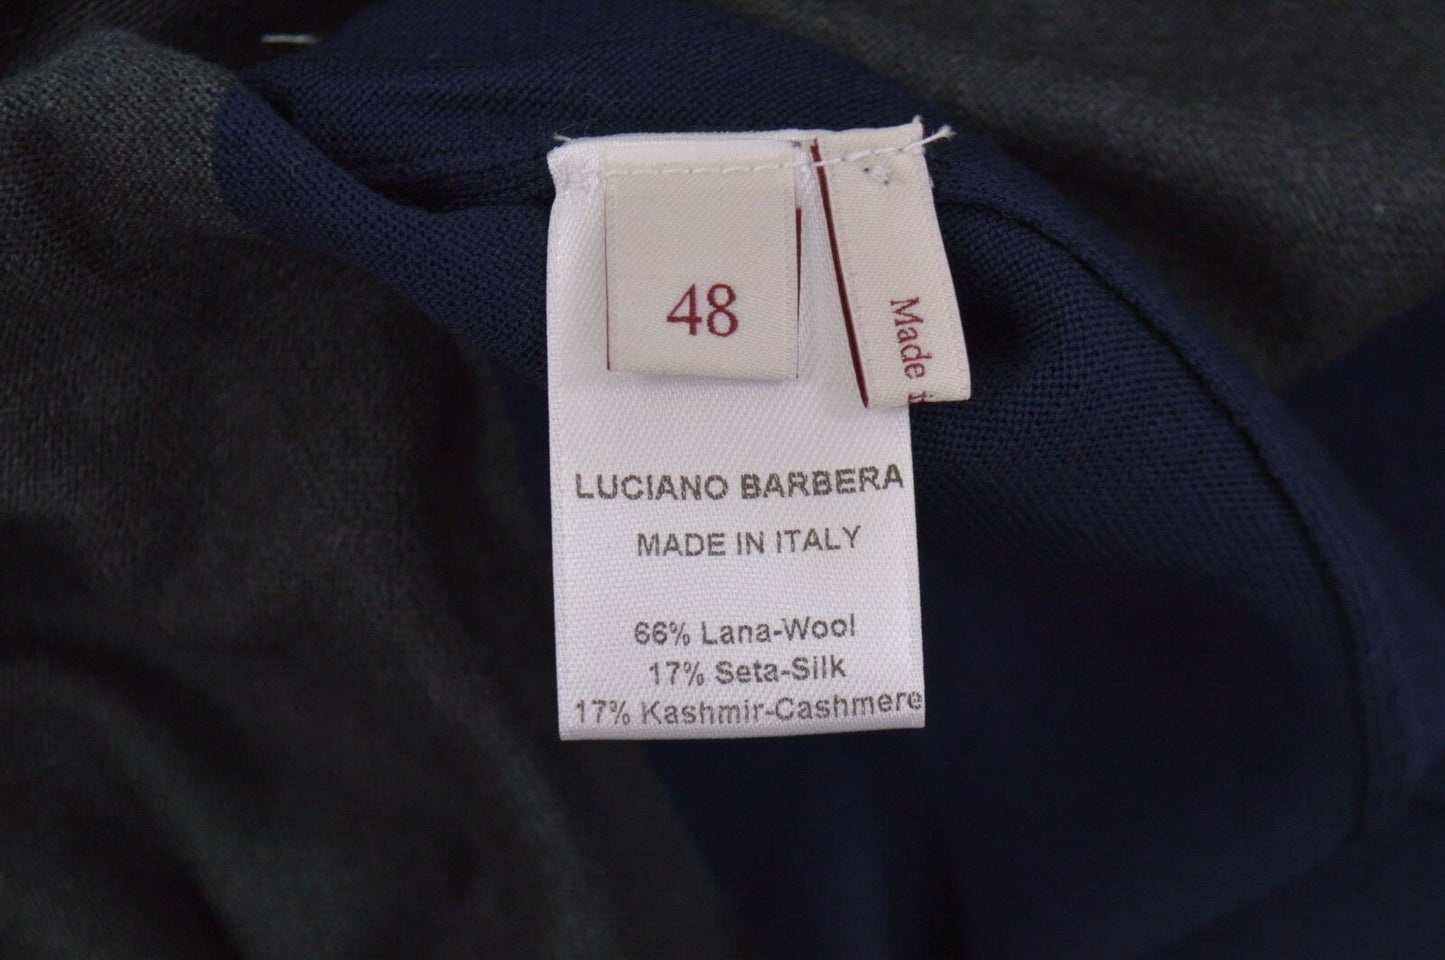 48
Made
LUCIANO BARBERA
MADE IN ITALY
66% Lana-Wool
17% Seta-Silk
17% Kashmir-Cashmere